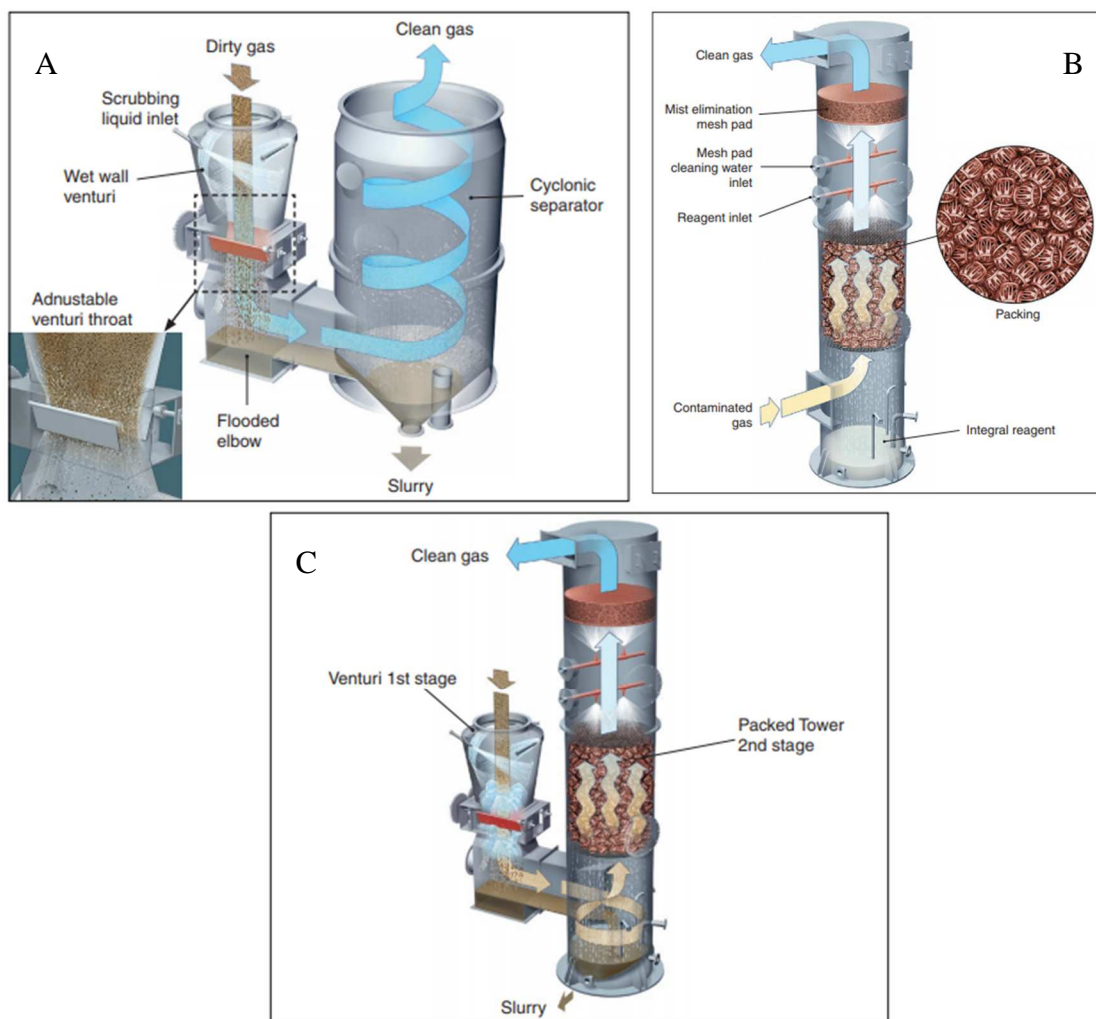 A
Dirty gas
Clean gas
Scrubbing
liquid inlet
Wet wall
venturi
Cyclonic
separator
Adnustable
venturi throat
Flooded
elbow
Slurry
B
Clean gas
Mist elimination
mesh pad
Mesh pad
cleaning water
inlet
Reagent inlet
Packing
Contaminated
gas
Integral reagent
C
Clean gas
Venturi 1st stage
Packed Tower
2nd stage
Slurry